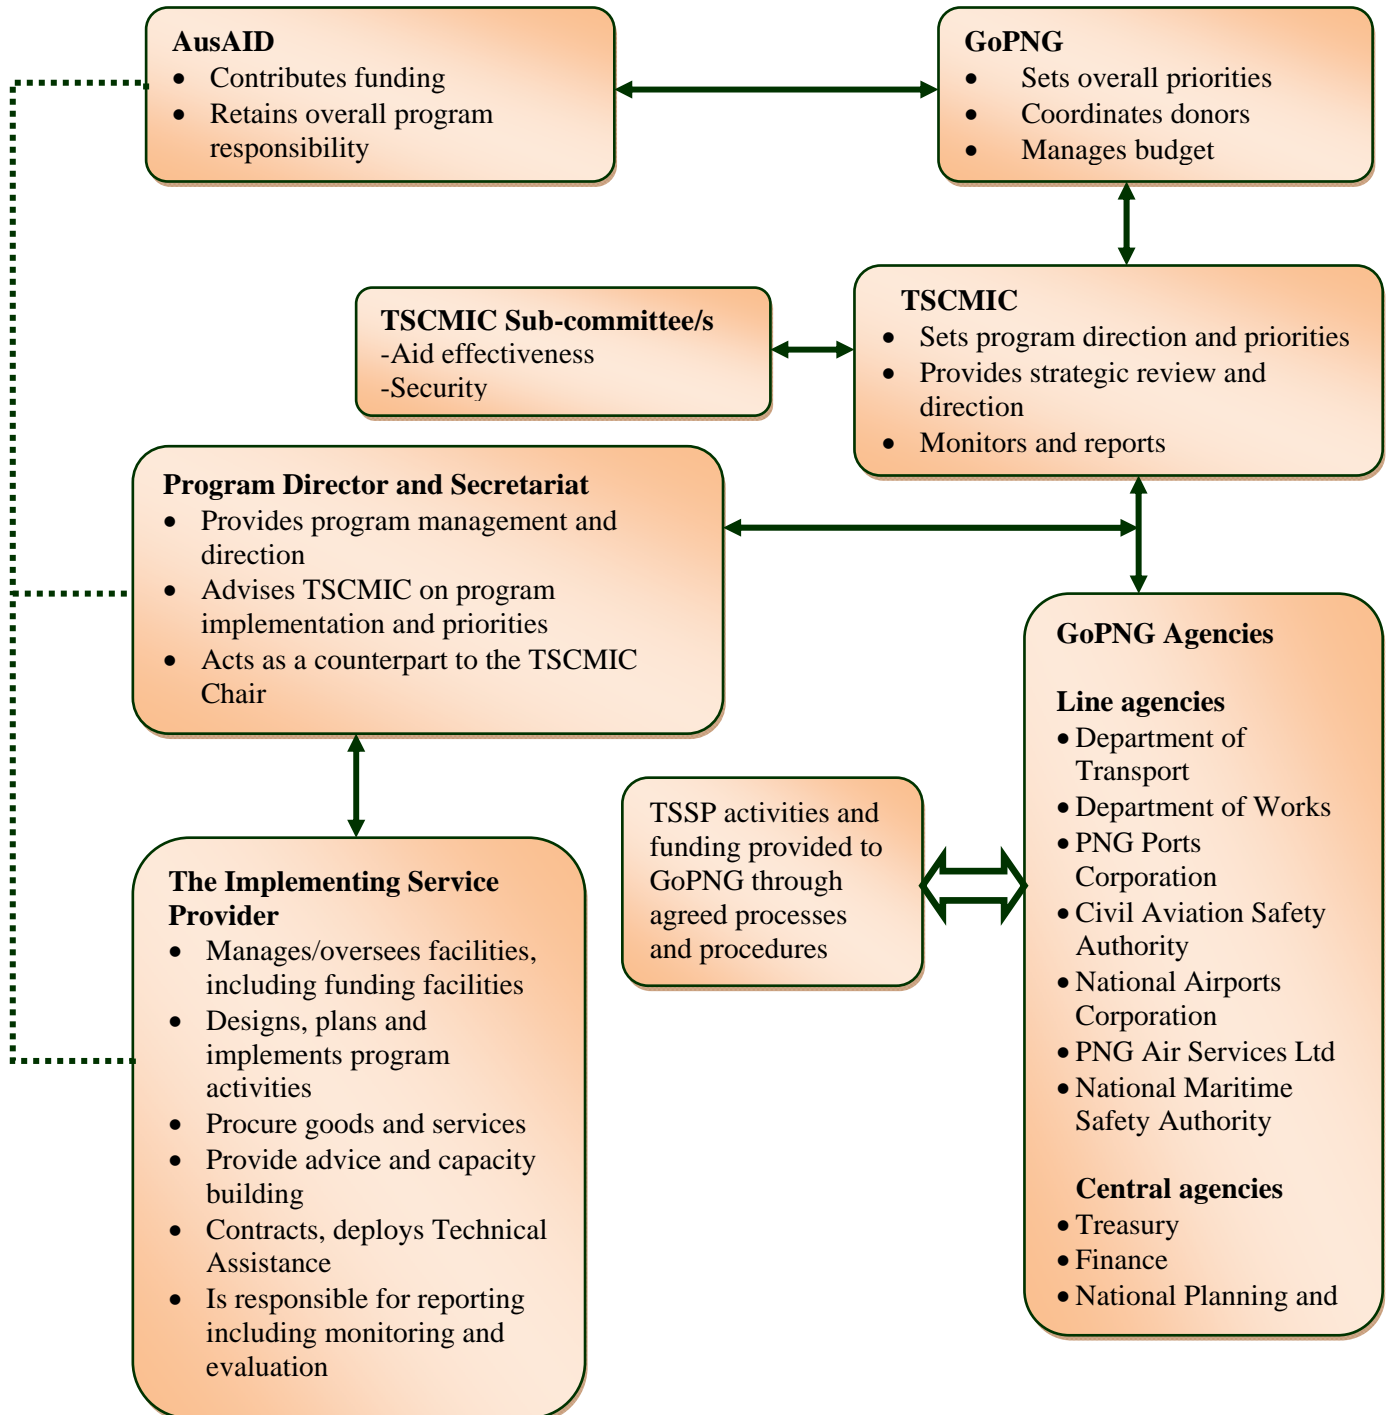 AusAID
• Contributes funding
• Retains overall program
responsibility
GoPNG
• Sets overall priorities
• Coordinates donors
• Manages budget
TSCMIC Sub-committee/s
-Aid effectiveness
-Security
TSCMIC
• Sets program direction and priorities
• Provides strategic review and
direction
• Monitors and reports
Program Director and Secretariat
• Provides program management and
direction
• Advises TSCMIC on program
implementation and priorities
• Acts as a counterpart to the TSCMIC
Chair
The Implementing Service
Provider
• Manages/oversees facilities,
including funding facilities
• Designs, plans and
implements program
activities
• Procure goods and services
• Provide advice and capacity
building
• Contracts, deploys Technical
Assistance
• Is responsible for reporting
including monitoring and
evaluation
TSSP activities and
funding provided to
GoPNG through
agreed processes
and procedures
GoPNG Agencies
Line agencies
• Department of
Transport
• Department of Works
• PNG Ports
Corporation
• Civil Aviation Safety
Authority
• National Airports
Corporation
• PNG Air Services Ltd
• National Maritime
Safety Authority
Central agencies
• Treasury
• Finance
• National Planning and